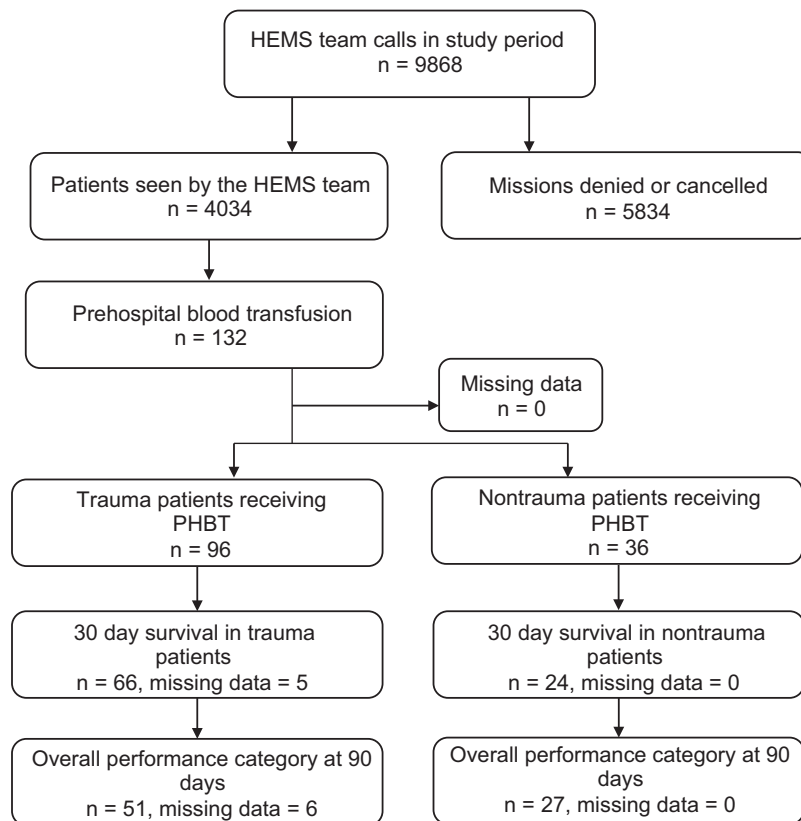 HEMS team calls in study period
n = 9868
Patients seen by the HEMS team
n = 4034
Missions denied or cancelled
n = 5834
Prehospital blood transfusion
n = 132
Missing data
n = 0
Trauma patients receiving
PHBT
n = 96
Nontrauma patients receiving
PHBT
n = 36
30 day survival in trauma
patients
n = 66, missing data = 5
30 day survival in nontrauma
patients
n = 24, missing data = 0
Overall performance category at 90
days
n = 51, missing data = 6
Overall performance category at 90
days
n = 27, missing data = 0